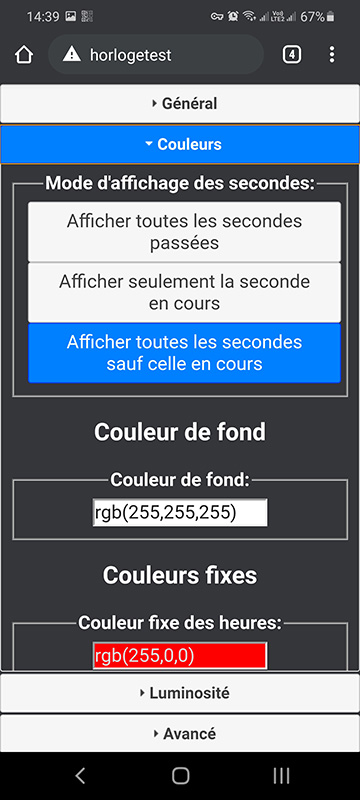 14:39 67%
horlogetest 4
Général
Couleurs
Mode d'affichage des secondes:
Afficher toutes les secondes
passées
Afficher seulement la seconde
en cours
Afficher toutes les secondes
sauf celle en cours
Couleur de fond
Couleur de fond:
rgb(255,255,255)
Couleurs fixes
Couleur fixe des heures:
rgb(255,0,0)
Luminosité
Avancé